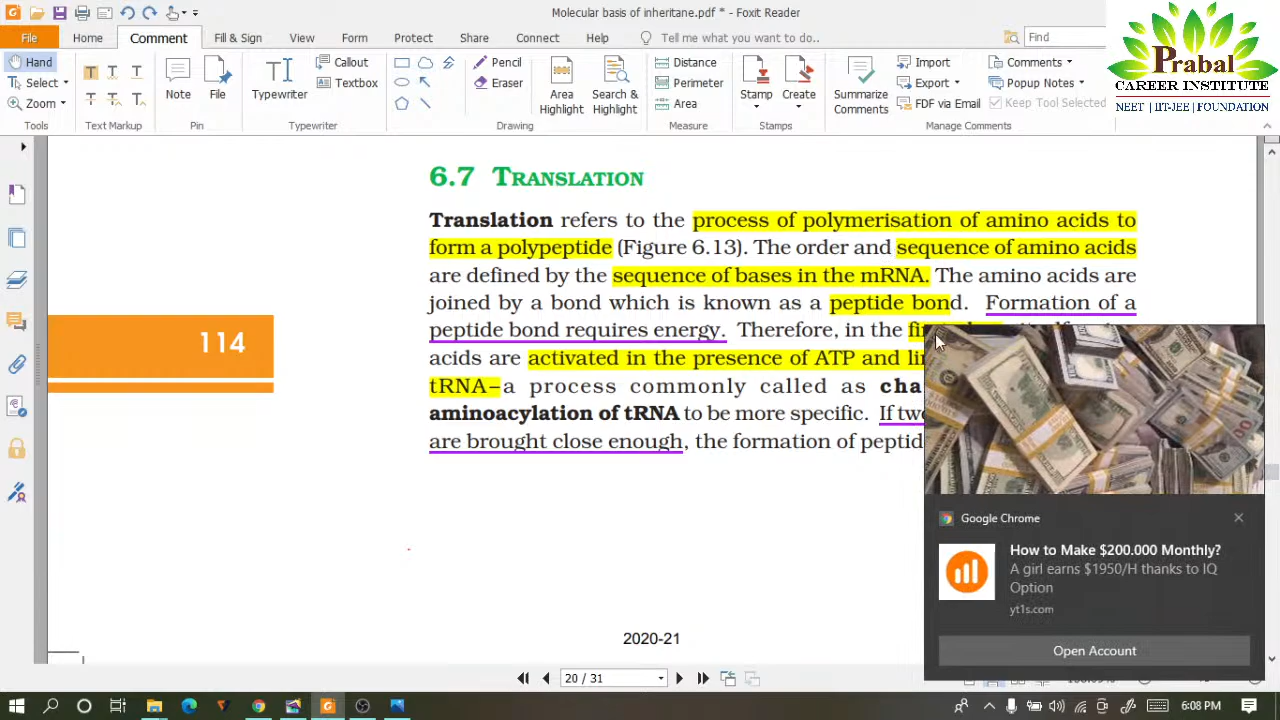 Molecular basis of inheritane.pdf * - Foxit Reader
File
Home
Comment
Fill & Sign
View
Form
Protect
Share
Connect
Help
Tell me what you want to do..
Find
Prabal
CAREER INSTITUTE
NEET | IIT-JEE | FOUNDATION
Hand
Select
Zoom
Tools
T T T
T T T
Text Markup
Note
File
Pin
Typewriter
Callout
Textbox
Typewriter
Pencil
Eraser
Area
Highlight
Search &
Highlight
Drawing
Distance
Perimeter
Area
Measure
Stamp
Create
Stamps
Summarize
Comments
Import
Export
FDF via Email
Comments
Popup Notes
Keep Tool Selected
Manage Comments
6.7 TRANSLATION
Translation refers to the process of polymerisation of amino acids to
form a polypeptide (Figure 6.13). The order and sequence of amino acids
are defined by the sequence of bases in the mRNA. The amino acids are
joined by a bond which is known as a peptide bond. Formation of a
peptide bond requires energy. Therefore, in the
acids are activated in the presence of ATP and
tRNA–a process commonly called as cha
aminoacylation of tRNA to be more specific. If tw
are brought close enough, the formation of peptid
114
Google Chrome
How to Make $200.000 Monthly?
A girl earns $1950/H thanks to IQ
Option
yt1s.com
Open Account
2020-21
20 / 31
6:08 PM